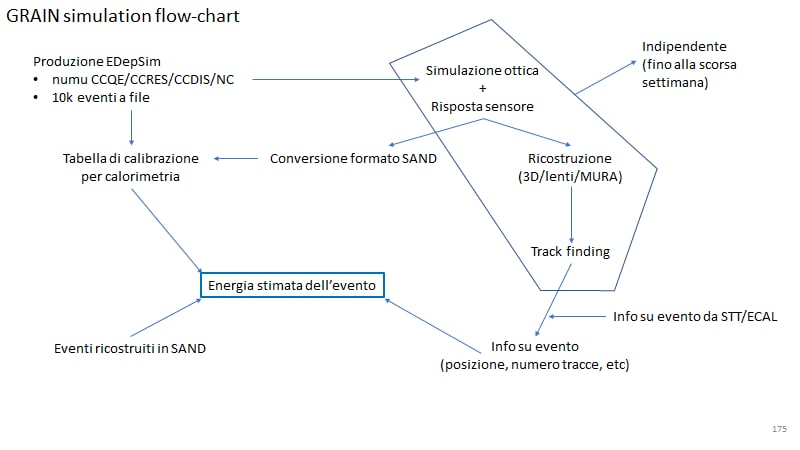 GRAIN simulation flow-chart
Produzione EDepSim
• numu CCQE/CCRES/CCDIS/NC
• 10k eventi a file
Simulazione ottica
+
Risposta sensore
Indipendente
(fino alla scorsa
settimana)
Tabella di calibrazione
per calorimetria
Conversione formato SAND
Ricostruzione
(3D/lenti/MURA)
Track finding
Energia stimata dell’evento
Info su evento da STT/ECAL
Eventi ricostruiti in SAND
Info su evento
(posizione, numero tracce, etc)
175